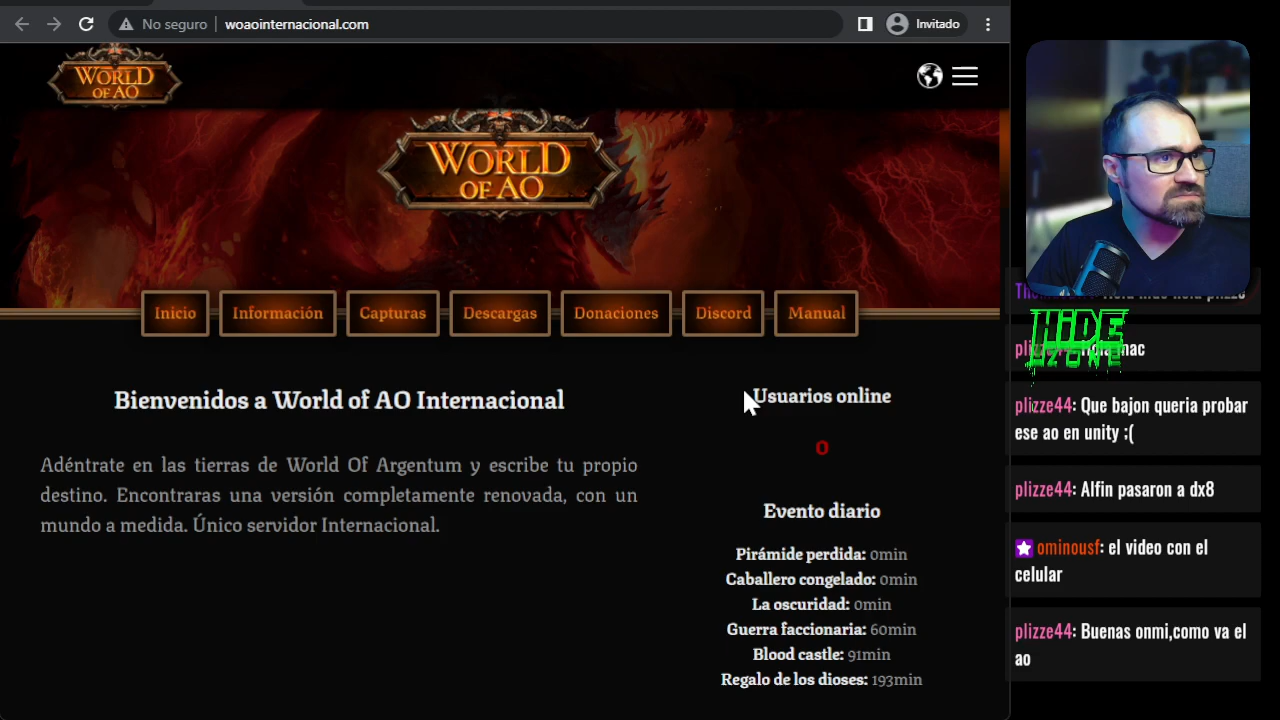 No seguro
woaointernacional.com
Invitado
WORLD
OF AO
WORLD
OF AO
Inicio
Información
Capturas
Descargas
Donaciones
Discord
Manual
Bienvenidos a World of AO Internacional
Adéntrate en las tierras de World Of Argentum y escribe tu propio
destino. Encontraras una versión completamente renovada, con un
mundo a medida. Único servidor Internacional.
Usuarios online
0
Evento diario
Pirámide perdida: 0min
Caballero congelado: 0min
La oscuridad: 0min
Guerra faccionaria: 60min
Blood castle: 91min
Regalo de los dioses: 193min
HiDE
UZONE
plizze44: Que bajon queria probar
ese ao en unity ;(
plizze44: Alfin pasaron a dx8
ominousf: el video con el
celular
plizze44: Buenas onmi,como va el
ao